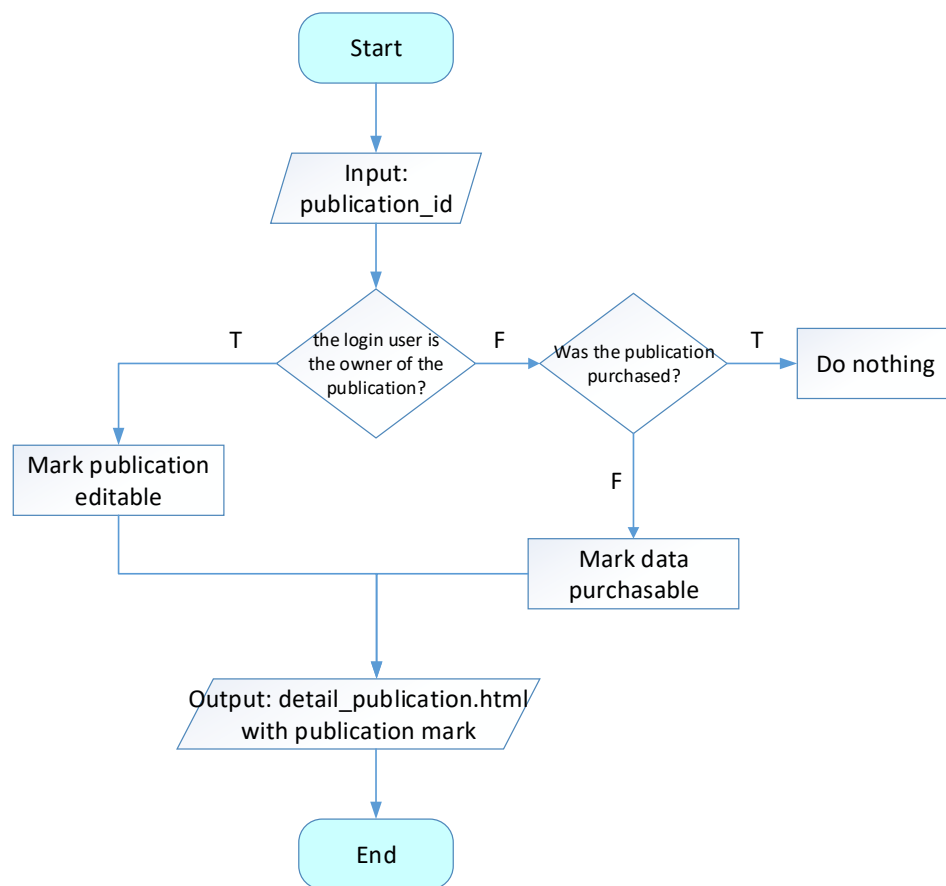 Start
Input:
publication_id
the login user is
the owner of the
publication?
T
F
Was the publication
purchased?
T
Do nothing
Mark publication
editable
F
Mark data
purchasable
Output: detail_publication.html
with publication mark
End